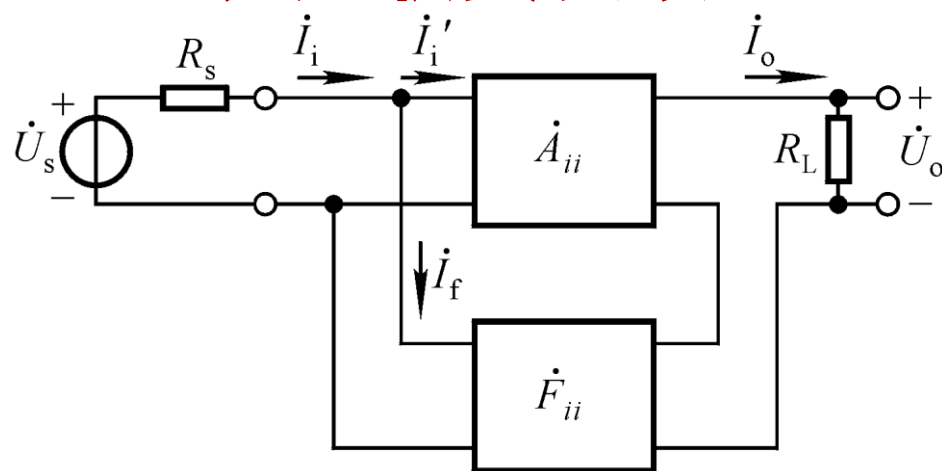 İ_i İ_i′ İ_o
R_s
+ +
U̇_s Ȧ_ii R_L U̇_o
− −
İ_f
Ḟ_ii